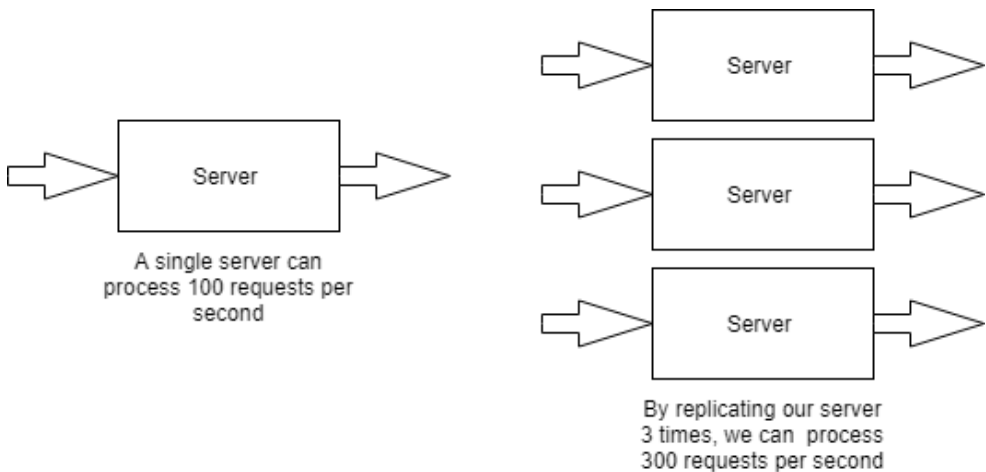 Server
A single server can
process 100 requests per
second
Server
Server
Server
By replicating our server
3 times, we can  process
300 requests per second